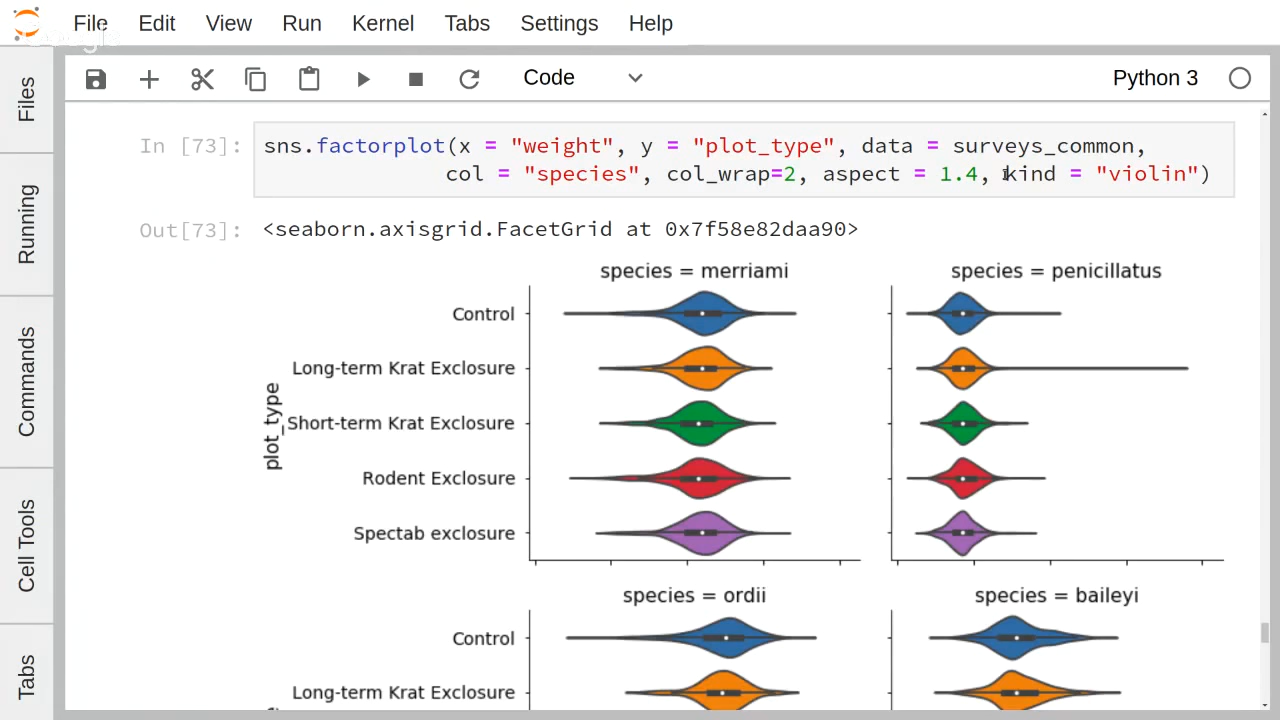 File Edit View Run Kernel Tabs Settings Help
Code Python 3
Files
Running
Commands
Cell Tools
Tabs
In [73]: sns.factorplot(x = "weight", y = "plot_type", data = surveys_common,
col = "species", col_wrap=2, aspect = 1.4, kind = "violin")
Out[73]: <seaborn.axisgrid.FacetGrid at 0x7f58e82daa90>
species = merriami species = penicillatus
plot_type
Control
Long-term Krat Exclosure
Short-term Krat Exclosure
Rodent Exclosure
Spectab exclosure
species = ordii species = baileyi
Control
Long-term Krat Exclosure